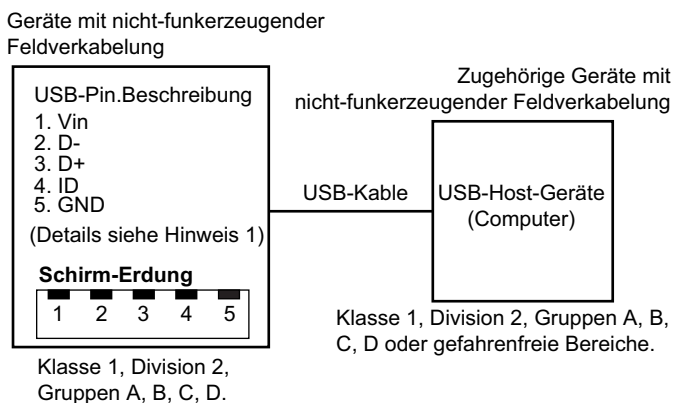 Geräte mit nicht-funkerzeugender
Feldverkabelung
USB-Pin.Beschreibung
1. Vin
2. D-
3. D+
4. ID
5. GND
(Details siehe Hinweis 1)
Schirm-Erdung
1 2 3 4 5
Klasse 1, Division 2,
Gruppen A, B, C, D.
USB-Kable
Zugehörige Geräte mit
nicht-funkerzeugender Feldverkabelung
USB-Host-Geräte
(Computer)
Klasse 1, Division 2, Gruppen A, B,
C, D oder gefahrenfreie Bereiche.